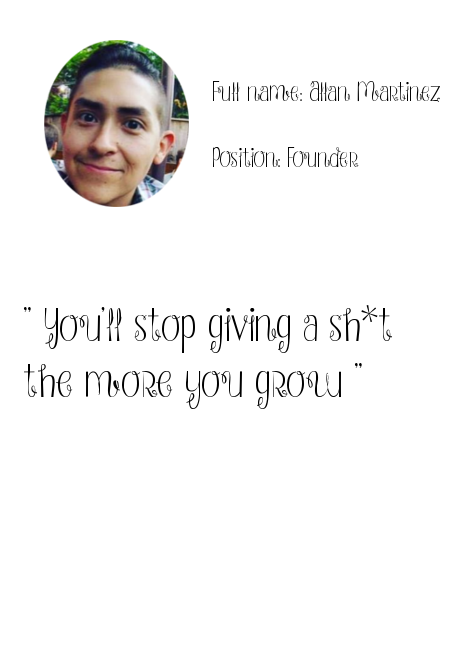 Full name: Allan Martinez
Position: Founder
" You'll stop giving a sh*t
the more you grow "